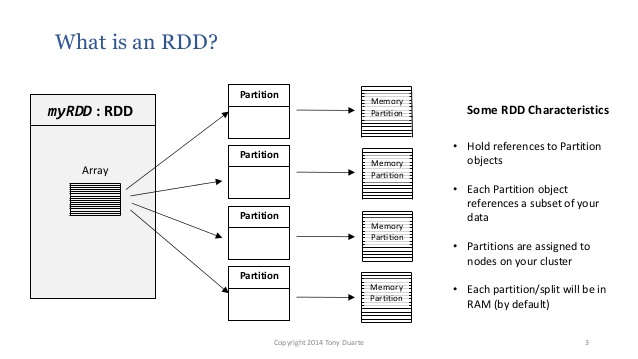 What is an RDD?
myRDD : RDD
Array
Partition
Memory
Partition
Partition
Memory
Partition
Partition
Memory
Partition
Partition
Memory
Partition
Some RDD Characteristics
• Hold references to Partition
objects
• Each Partition object
references a subset of your
data
• Partitions are assigned to
nodes on your cluster
• Each partition/split will be in
RAM (by default)
Copyright 2014 Tony Duarte
3